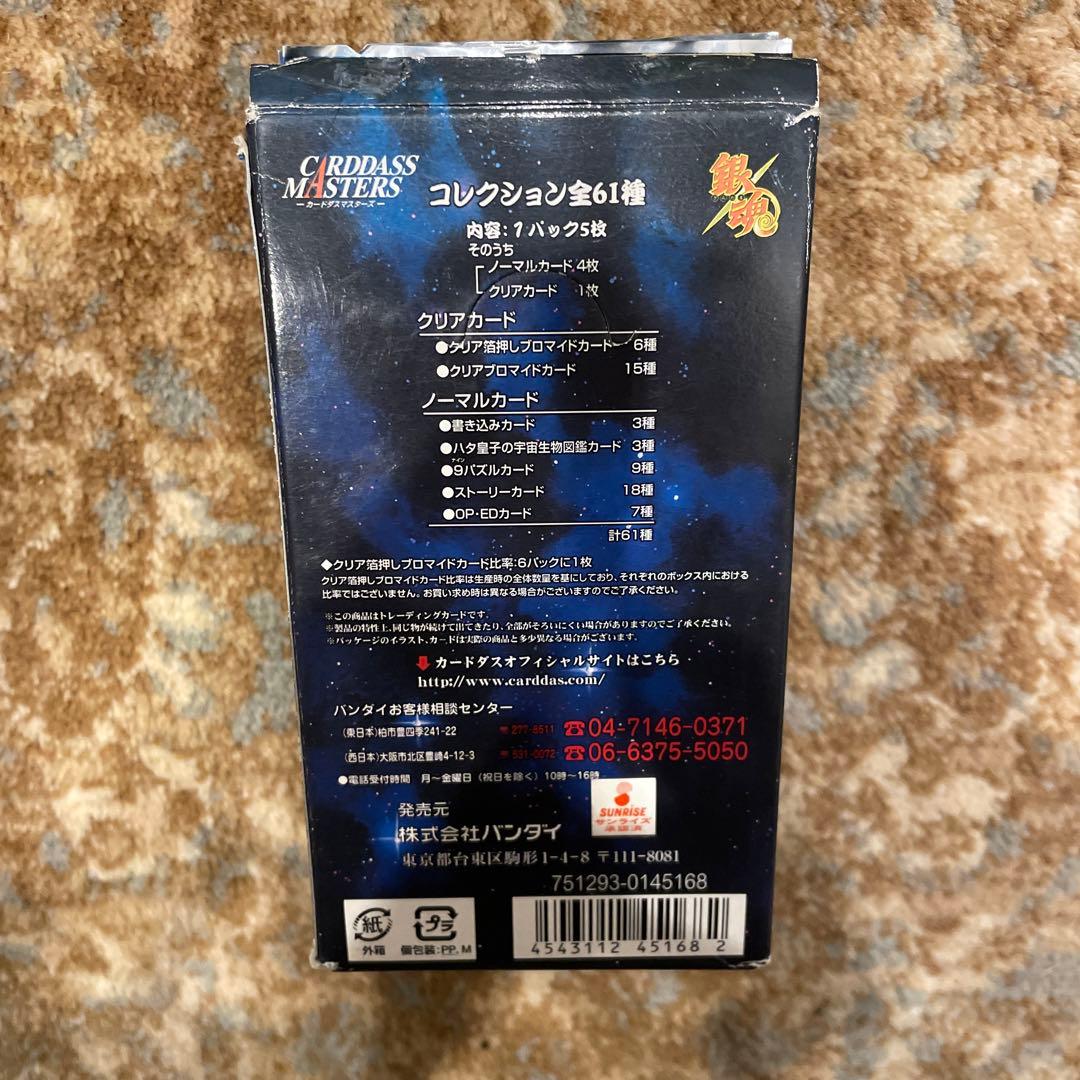 CARDDASS
MASTERS
ーカードダスマスターズー
銀魂
コレクション全61種
内容:1パック5枚
そのうち
ノーマルカード 4枚
クリアカード 1枚
クリアカード
●クリア箔押しブロマイドカード 6種
●クリアブロマイドカード 15種
ノーマルカード
●書き込みカード 3種
●ハタ皇子の宇宙生物図鑑カード 3種
ナイン
●9パズルカード 9種
●ストーリーカード 18種
●OP・EDカード 7種
計61種
◆クリア箔押しブロマイドカード比率:6パックに1枚
クリア箔押しブロマイドカード比率は生産時の全体数量を基にしており、それぞれのボックス内における
比率ではございません。お買い求め時は異なる場合がございますのでご了承ください。
※この商品はトレーディングカードです。
※製品の特性上、同じ物が続けて出てきたり、全部がそろいにくい場合がありますのでご了承ください。
※パッケージのイラスト、カードは実際の商品と多少異なる場合がございます。
カードダスオフィシャルサイトはこちら
http://www.carddas.com/
バンダイお客様相談センター
(東日本)柏市豊四季241-22 〒277-8511 ☎04-7146-0371
(西日本)大阪市北区豊崎4-12-3 〒531-0072 ☎06-6375-5050
●電話受付時間 月〜金曜日(祝日を除く)10時〜16時
SUNRISE
サンライズ
承認済
発売元
株式会社バンダイ
東京都台東区駒形1-4-8 〒111-8081
751293-0145168
紙
外箱
プラ
個包装:PP, M
4543112 45168 2